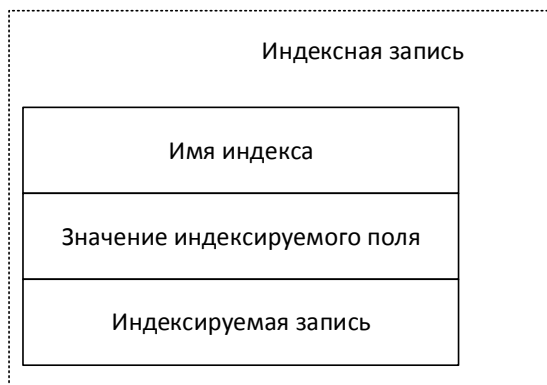 Индексная запись
Имя индекса
Значение индексируемого поля
Индексируемая запись